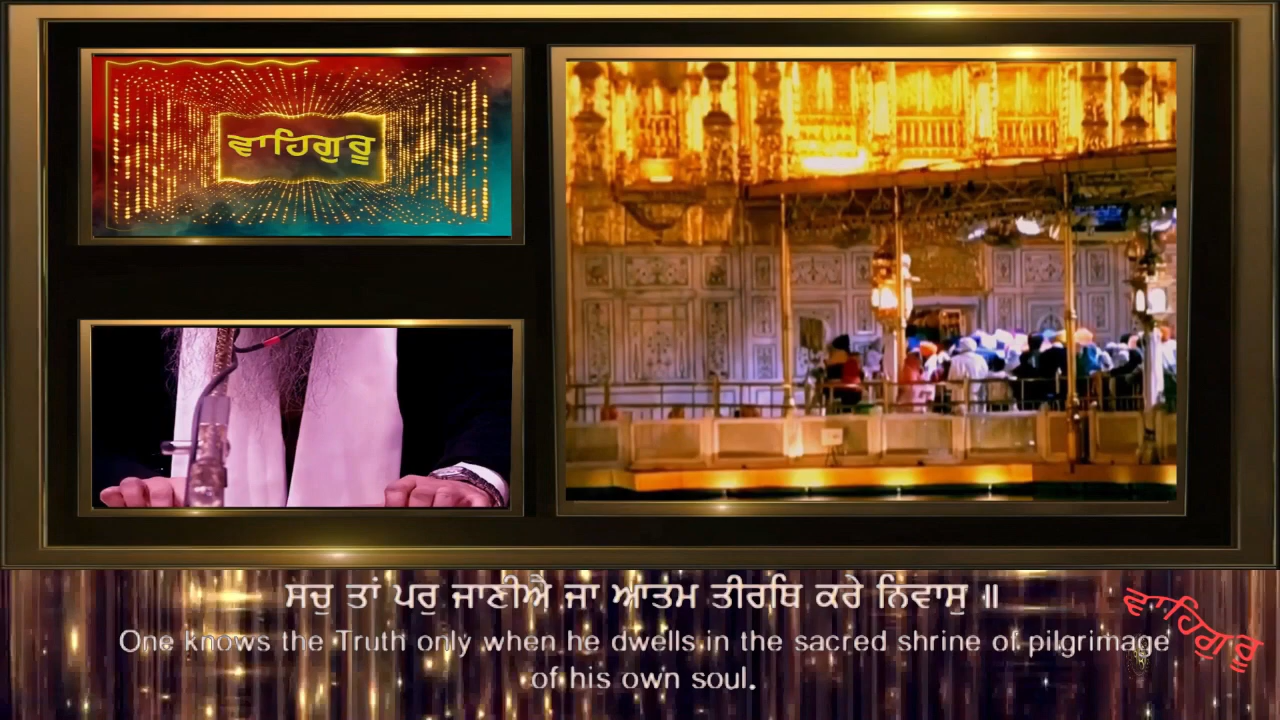 ਵਾਹਿਗੁਰੂ
ਸਚੁ ਤਾਂ ਪਰੁ ਜਾਣੀਐ ਜਾ ਆਤਮ ਤੀਰਥਿ ਕਰੇ ਨਿਵਾਸੁ ॥
One knows the Truth only when he dwells in the sacred shrine of pilgrimage
of his own soul.
ਵਾਹਿਗੁਰੂ